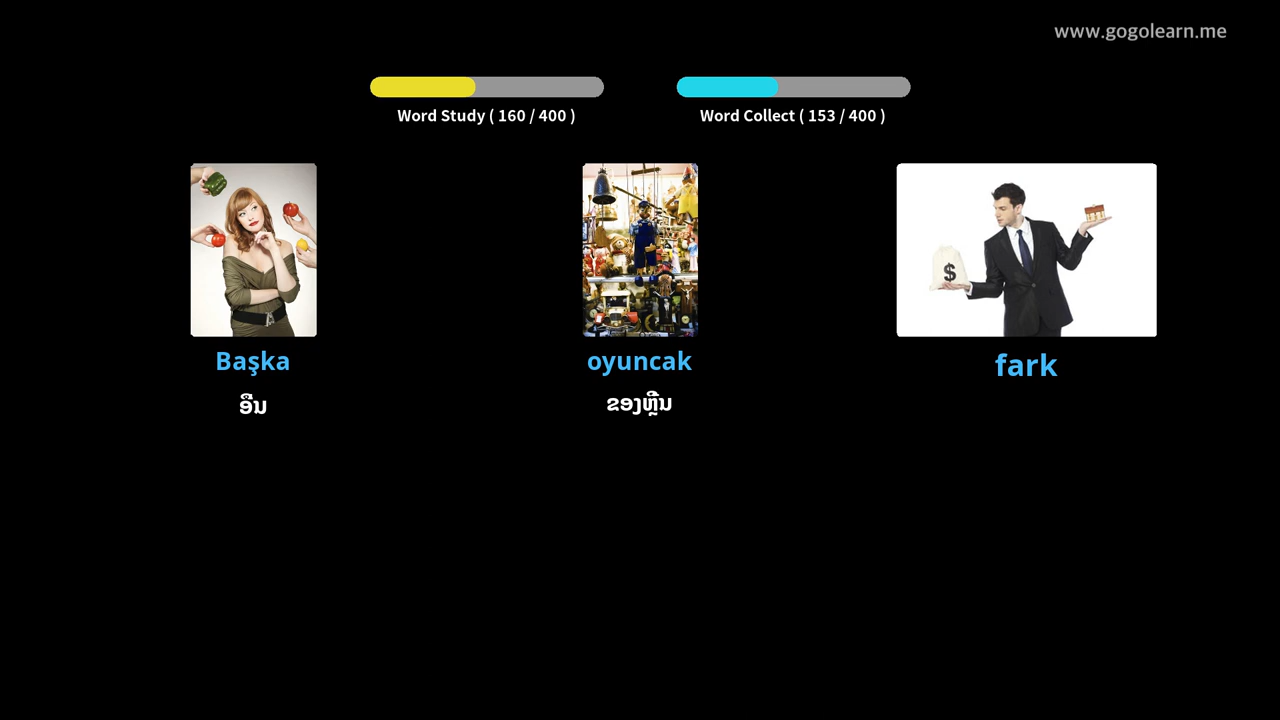 www.gogolearn.me
Word Study ( 160 / 400 )
Word Collect ( 153 / 400 )
Başka
oyuncak
fark
ອື່ນ
ຂອງຫຼິ້ນ